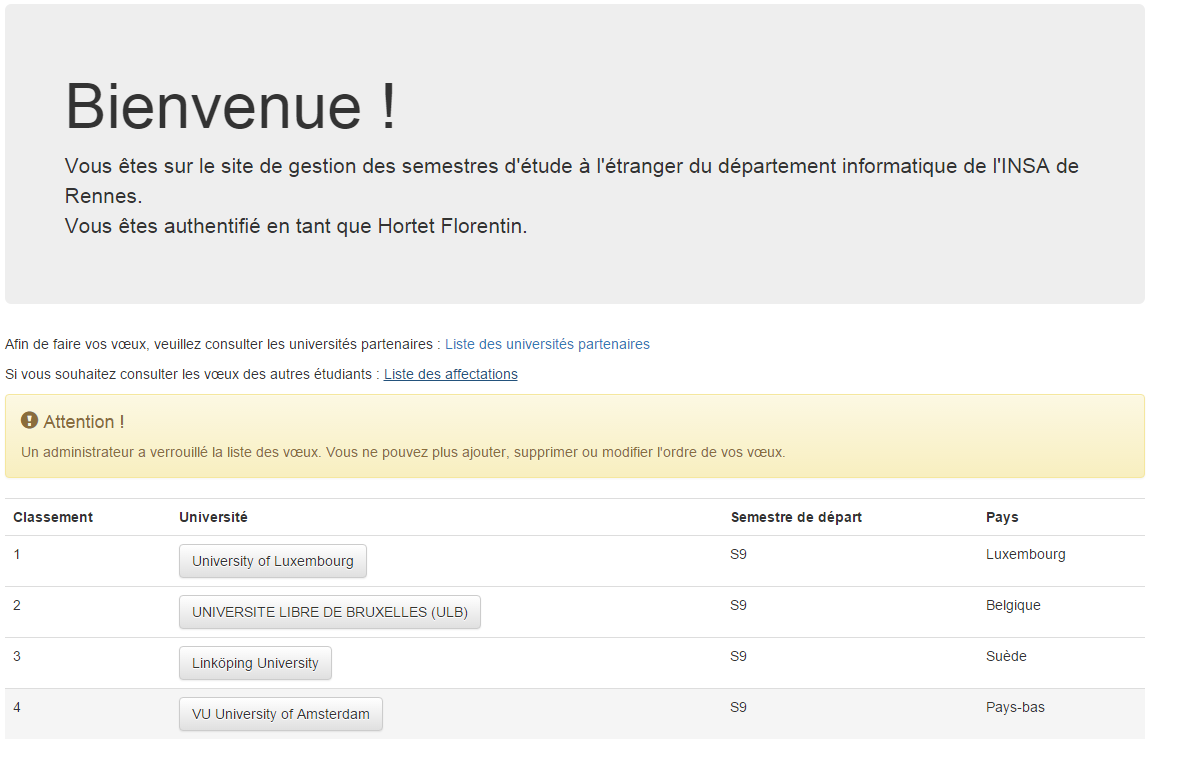 Bienvenue !
Vous êtes sur le site de gestion des semestres d'étude à l'étranger du département informatique de l'INSA de
Rennes.
Vous êtes authentifié en tant que Hortet Florentin.
Afin de faire vos vœux, veuillez consulter les universités partenaires : Liste des universités partenaires
Si vous souhaitez consulter les vœux des autres étudiants : Liste des affectations
Attention !
Un administrateur a verrouillé la liste des vœux. Vous ne pouvez plus ajouter, supprimer ou modifier l'ordre de vos vœux.
Classement Université Semestre de départ Pays
1 University of Luxembourg S9 Luxembourg
2 UNIVERSITE LIBRE DE BRUXELLES (ULB) S9 Belgique
3 Linköping University S9 Suède
4 VU University of Amsterdam S9 Pays-bas